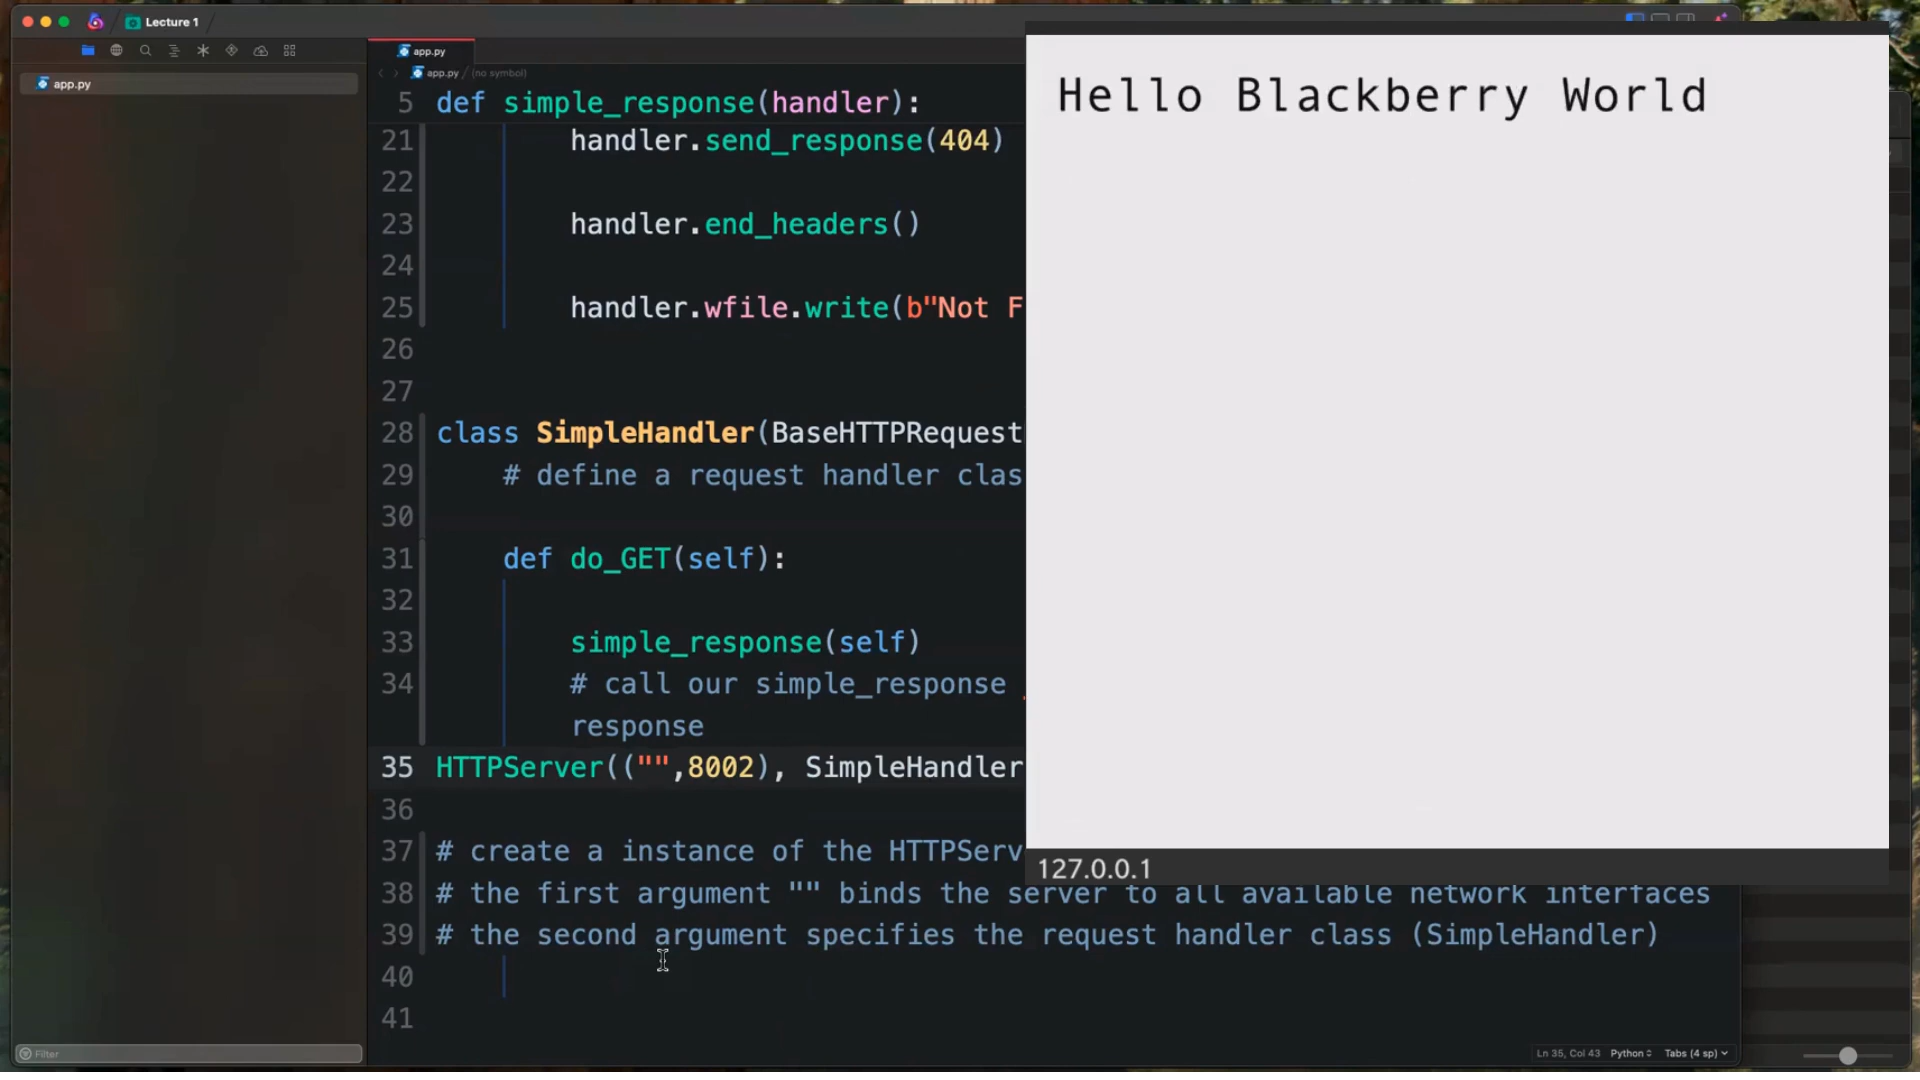 Lecture 1
app.py
app.py
app.py / (no symbol)
5 def simple_response(handler):
21 handler.send_response(404)
22
23 handler.end_headers()
24
25 handler.wfile.write(b"Not F
26
27
28 class SimpleHandler(BaseHTTPRequest
29 # define a request handler clas
30
31 def do_GET(self):
32
33 simple_response(self)
34 # call our simple_response
response
35 HTTPServer(("",8002), SimpleHandler
36
37 # create a instance of the HTTPServ
38 # the first argument "" binds the server to all available network interfaces
39 # the second argument specifies the request handler class (SimpleHandler)
40
41
Hello Blackberry World
127.0.0.1
Filter
Ln 35, Col 43 Python Tabs (4 sp)